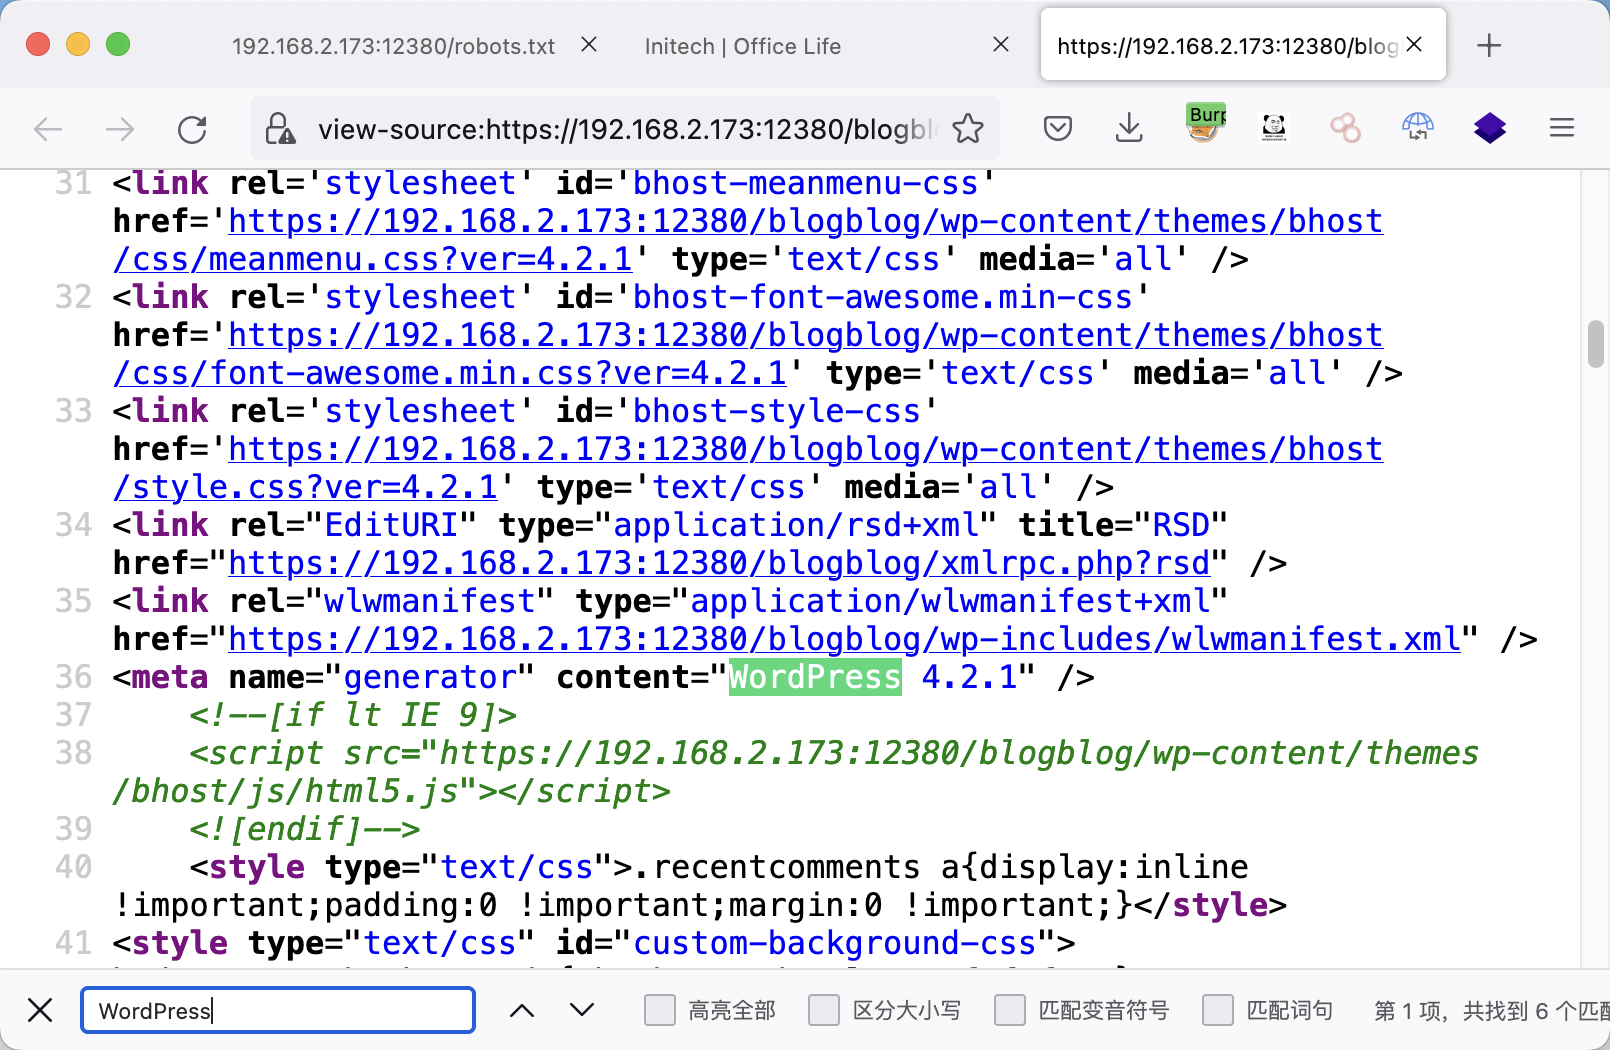 192.168.2.173:12380/robots.txt
Initech | Office Life
https://192.168.2.173:12380/blog
view-source:https://192.168.2.173:12380/blogbl
Burp
31 <link rel='stylesheet' id='bhost-meanmenu-css'
href='https://192.168.2.173:12380/blogblog/wp-content/themes/bhost
/css/meanmenu.css?ver=4.2.1' type='text/css' media='all' />
32 <link rel='stylesheet' id='bhost-font-awesome.min-css'
href='https://192.168.2.173:12380/blogblog/wp-content/themes/bhost
/css/font-awesome.min.css?ver=4.2.1' type='text/css' media='all' />
33 <link rel='stylesheet' id='bhost-style-css'
href='https://192.168.2.173:12380/blogblog/wp-content/themes/bhost
/style.css?ver=4.2.1' type='text/css' media='all' />
34 <link rel="EditURI" type="application/rsd+xml" title="RSD"
href="https://192.168.2.173:12380/blogblog/xmlrpc.php?rsd" />
35 <link rel="wlwmanifest" type="application/wlwmanifest+xml"
href="https://192.168.2.173:12380/blogblog/wp-includes/wlwmanifest.xml" />
36 <meta name="generator" content="WordPress 4.2.1" />
37 <!--[if lt IE 9]>
38 <script src="https://192.168.2.173:12380/blogblog/wp-content/themes
/bhost/js/html5.js"></script>
39 <![endif]-->
40 <style type="text/css">.recentcomments a{display:inline
!important;padding:0 !important;margin:0 !important;}</style>
41 <style type="text/css" id="custom-background-css">
WordPress 高亮全部 区分大小写 匹配变音符号 匹配词句 第 1 项，共找到 6 个匹配